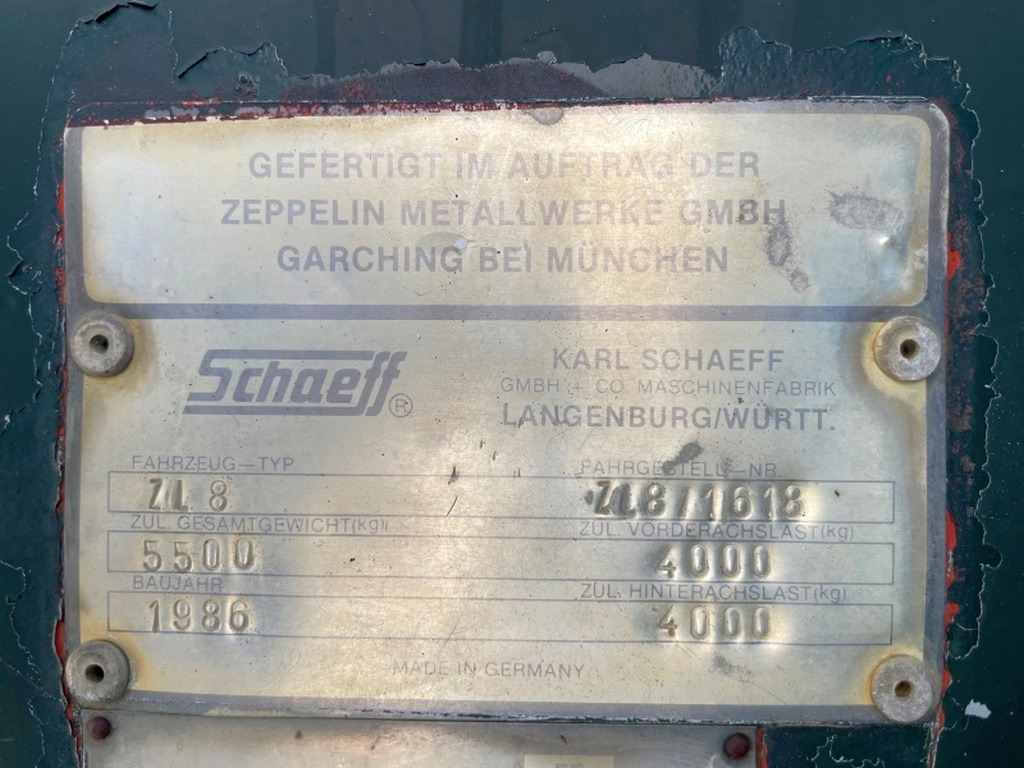 GEFERTIGT IM AUFTRAG DER
ZEPPELIN METALLWERKE GMBH
GARCHING BEI MÜNCHEN
Schaeff®
KARL SCHAEFF
GMBH + CO MASCHINENFABRIK
LANGENBURG/WÜRTT.
FAHRZEUG-TYP FAHRGESTELL-NR.
ZL 8 ZL8/1618
ZUL. GESAMTGEWICHT(kg) ZUL. VORDERACHSLAST(kg)
5500 4000
BAUJAHR ZUL. HINTERACHSLAST(kg)
1986 4000
MADE IN GERMANY